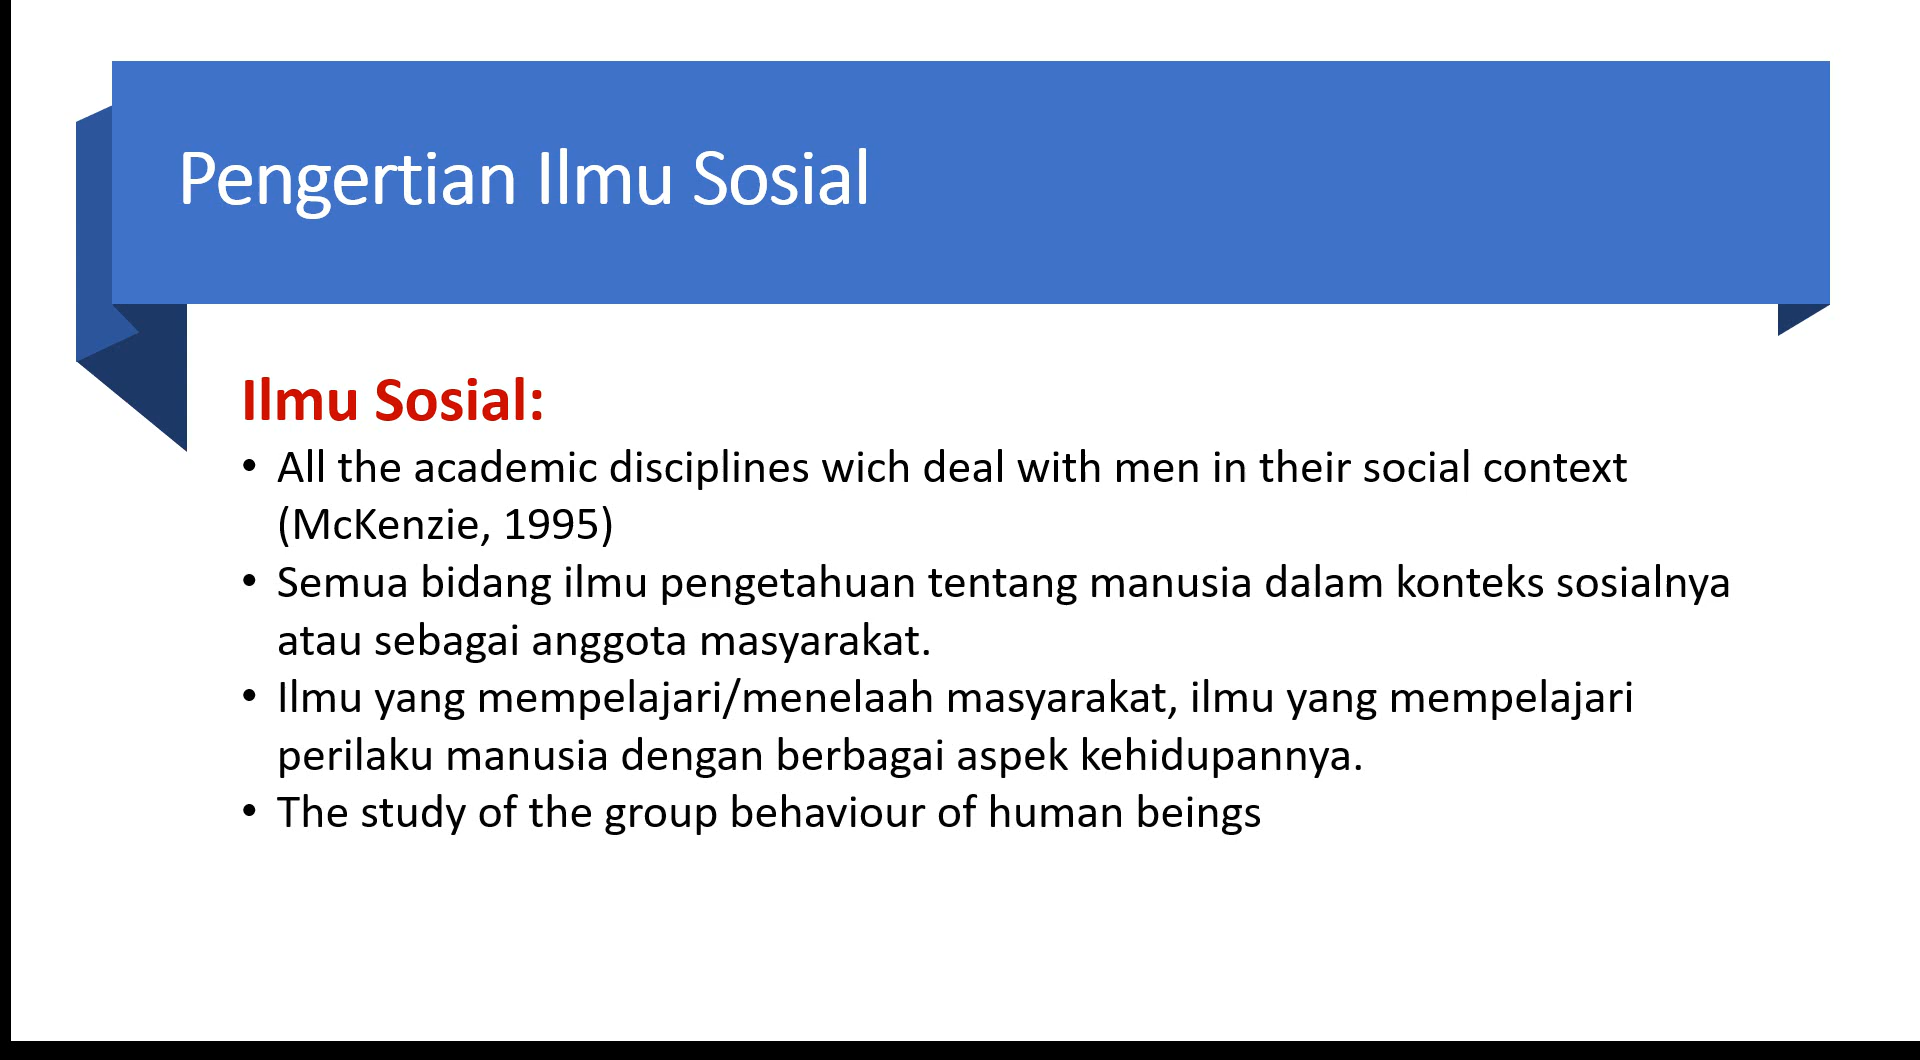 Pengertian Ilmu Sosial
Ilmu Sosial:
• All the academic disciplines wich deal with men in their social context
(McKenzie, 1995)
• Semua bidang ilmu pengetahuan tentang manusia dalam konteks sosialnya
atau sebagai anggota masyarakat.
• Ilmu yang mempelajari/menelaah masyarakat, ilmu yang mempelajari
perilaku manusia dengan berbagai aspek kehidupannya.
• The study of the group behaviour of human beings